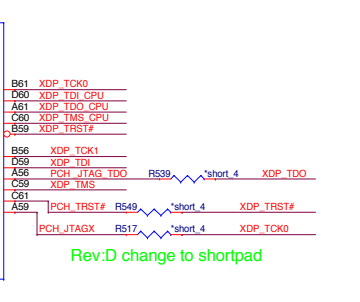 B61 XDP_TCK0
D60 XDP_TDI_CPU
A61 XDP_TDO_CPU
C60 XDP_TMS_CPU
B59 XDP_TRST#
B56 XDP_TCK1
D59 XDP_TDI
A56 PCH_JTAG_TDO R539 *short_4 XDP_TDO
C59 XDP_TMS
C61
A59 PCH_TRST# R549 *short_4 XDP_TRST#
PCH_JTAGX R517 *short_4 XDP_TCK0
Rev:D change to shortpad